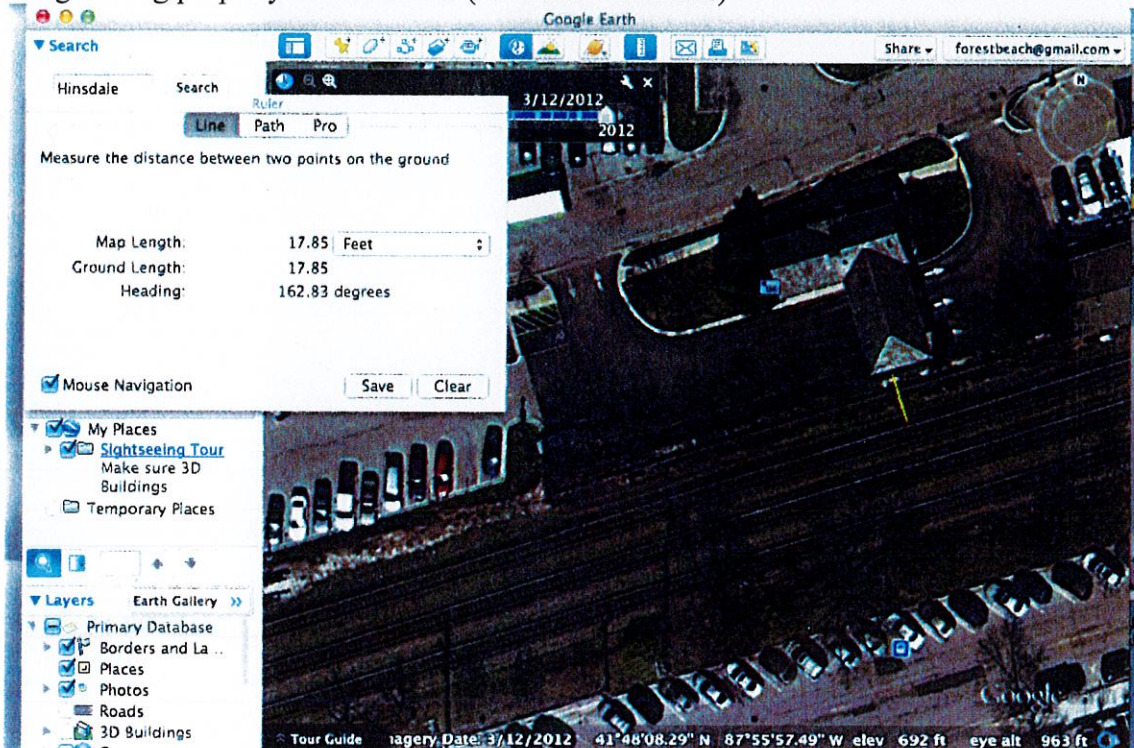 Google Earth
Search
Share
forestbeach@gmail.com
Hinsdale
Search
3/12/2012
2012
N
Ruler
Line Path Pro
Measure the distance between two points on the ground
Map Length: 17.85 Feet
Ground Length: 17.85
Heading: 162.83 degrees
Mouse Navigation
Save Clear
My Places
Sightseeing Tour
Make sure 3D
Buildings
Temporary Places
Layers Earth Gallery »
Primary Database
Borders and La...
Places
Photos
Roads
3D Buildings
Google
Tour Guide agery Date: 3/12/2012 41°48'08.29" N 87°55'57.49" W elev 692 ft eye alt 963 ft